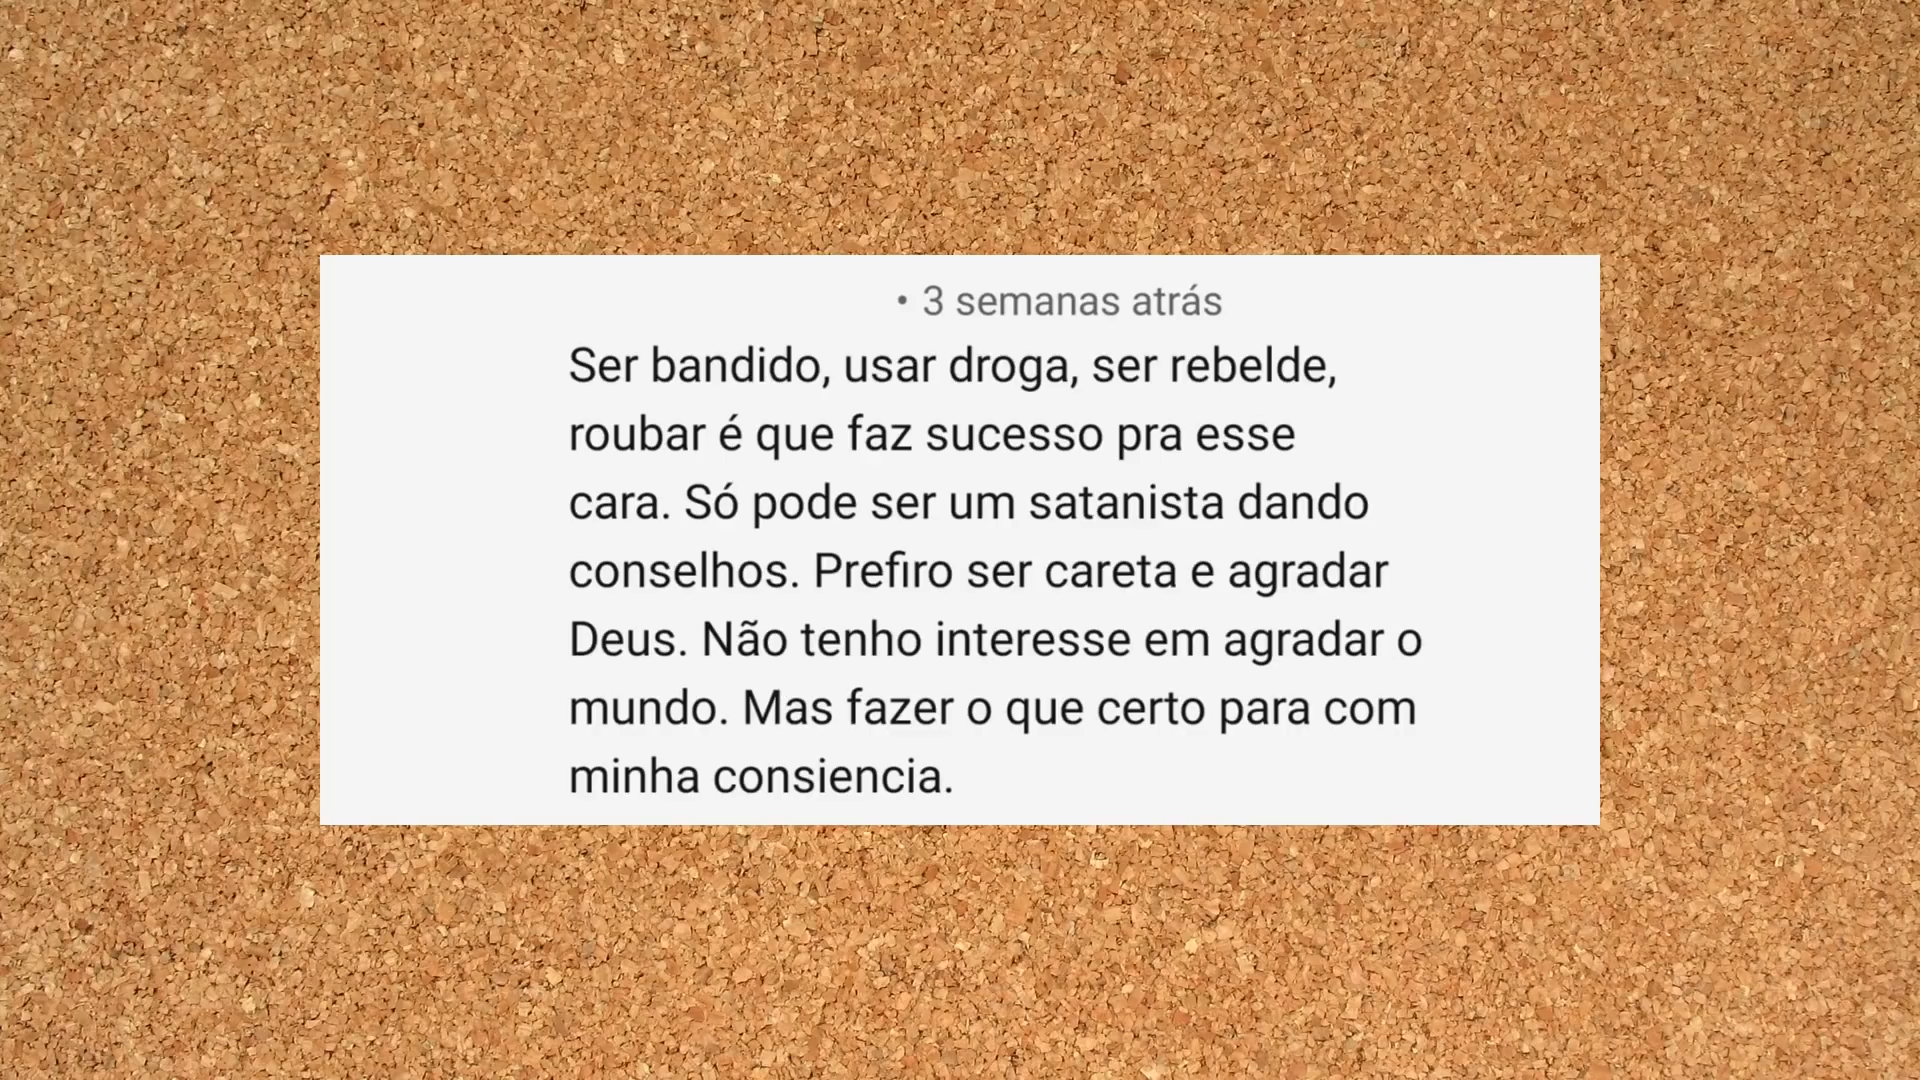 • 3 semanas atrás
Ser bandido, usar droga, ser rebelde,
roubar é que faz sucesso pra esse
cara. Só pode ser um satanista dando
conselhos. Prefiro ser careta e agradar
Deus. Não tenho interesse em agradar o
mundo. Mas fazer o que certo para com
minha consiencia.